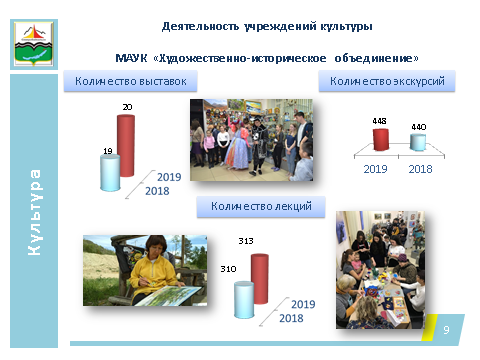 Деятельность учреждений культуры
МАУК «Художественно-историческое объединение»
Количество выставок
20
19
2019
2018
Количество экскурсий
448
440
2019
2018
Количество лекций
313
310
2019
2018
Культура
9